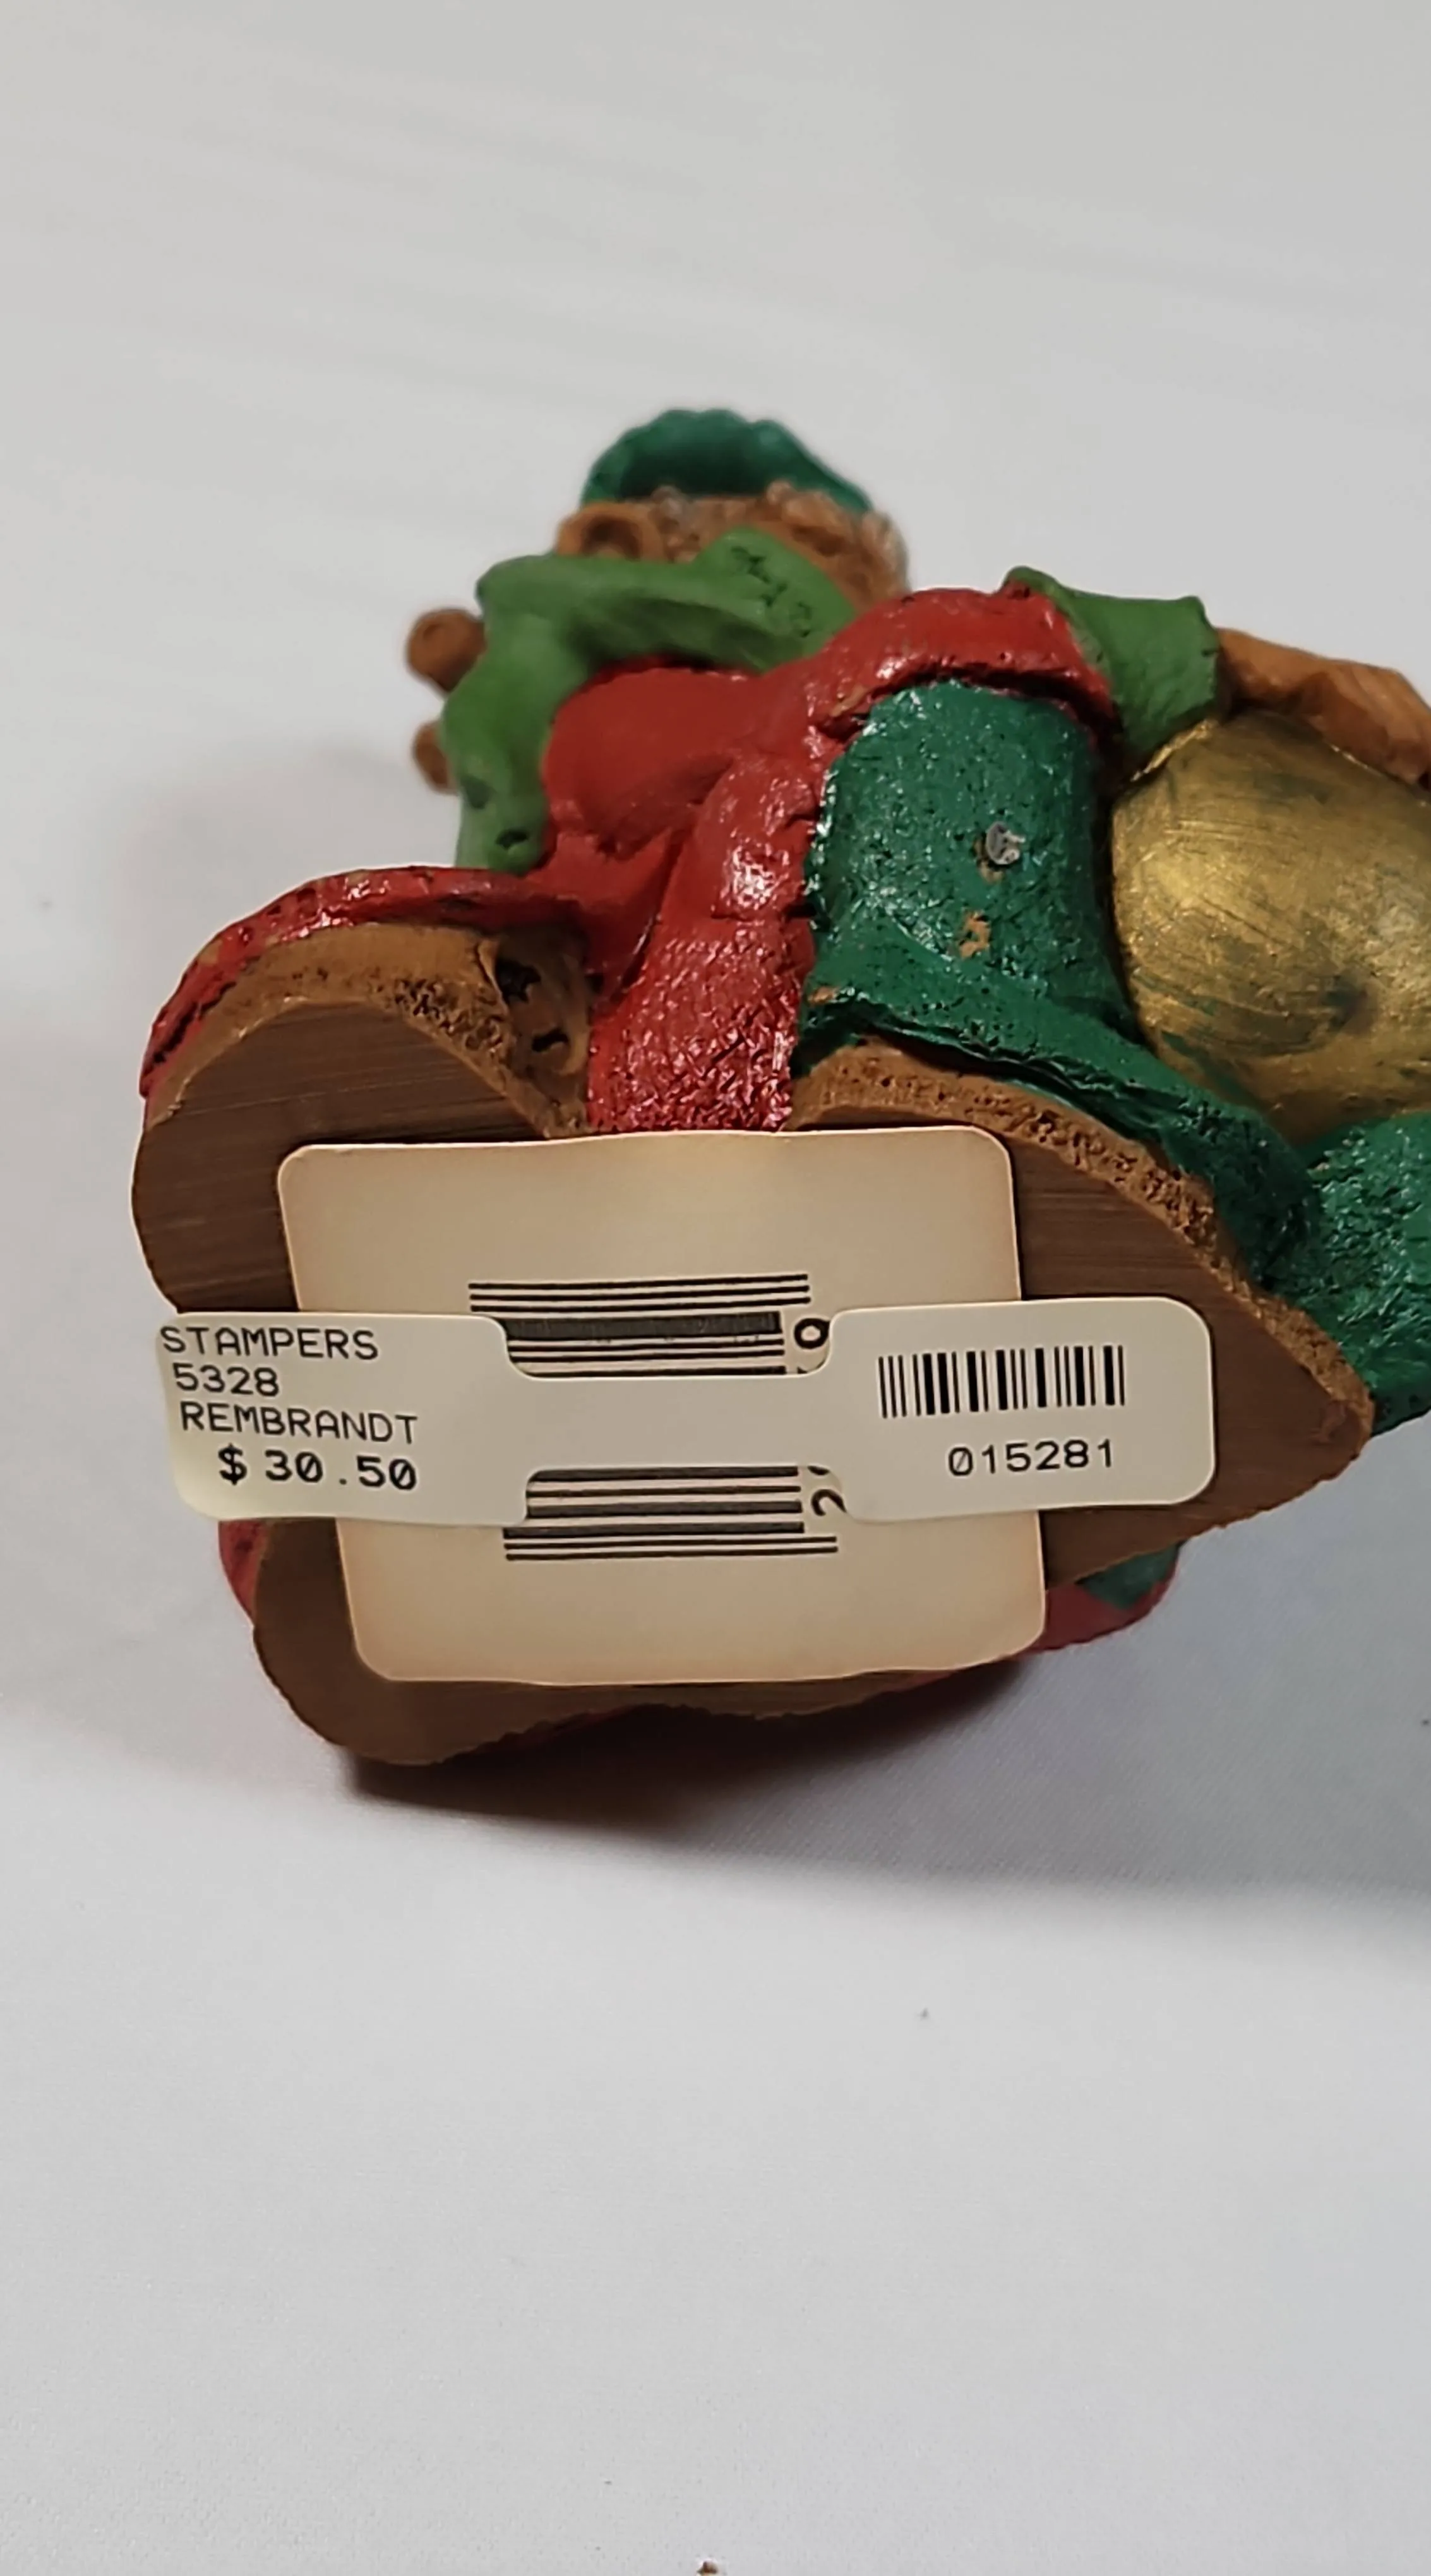 STAMPERS
5328
REMBRANDT
$30.50
015281